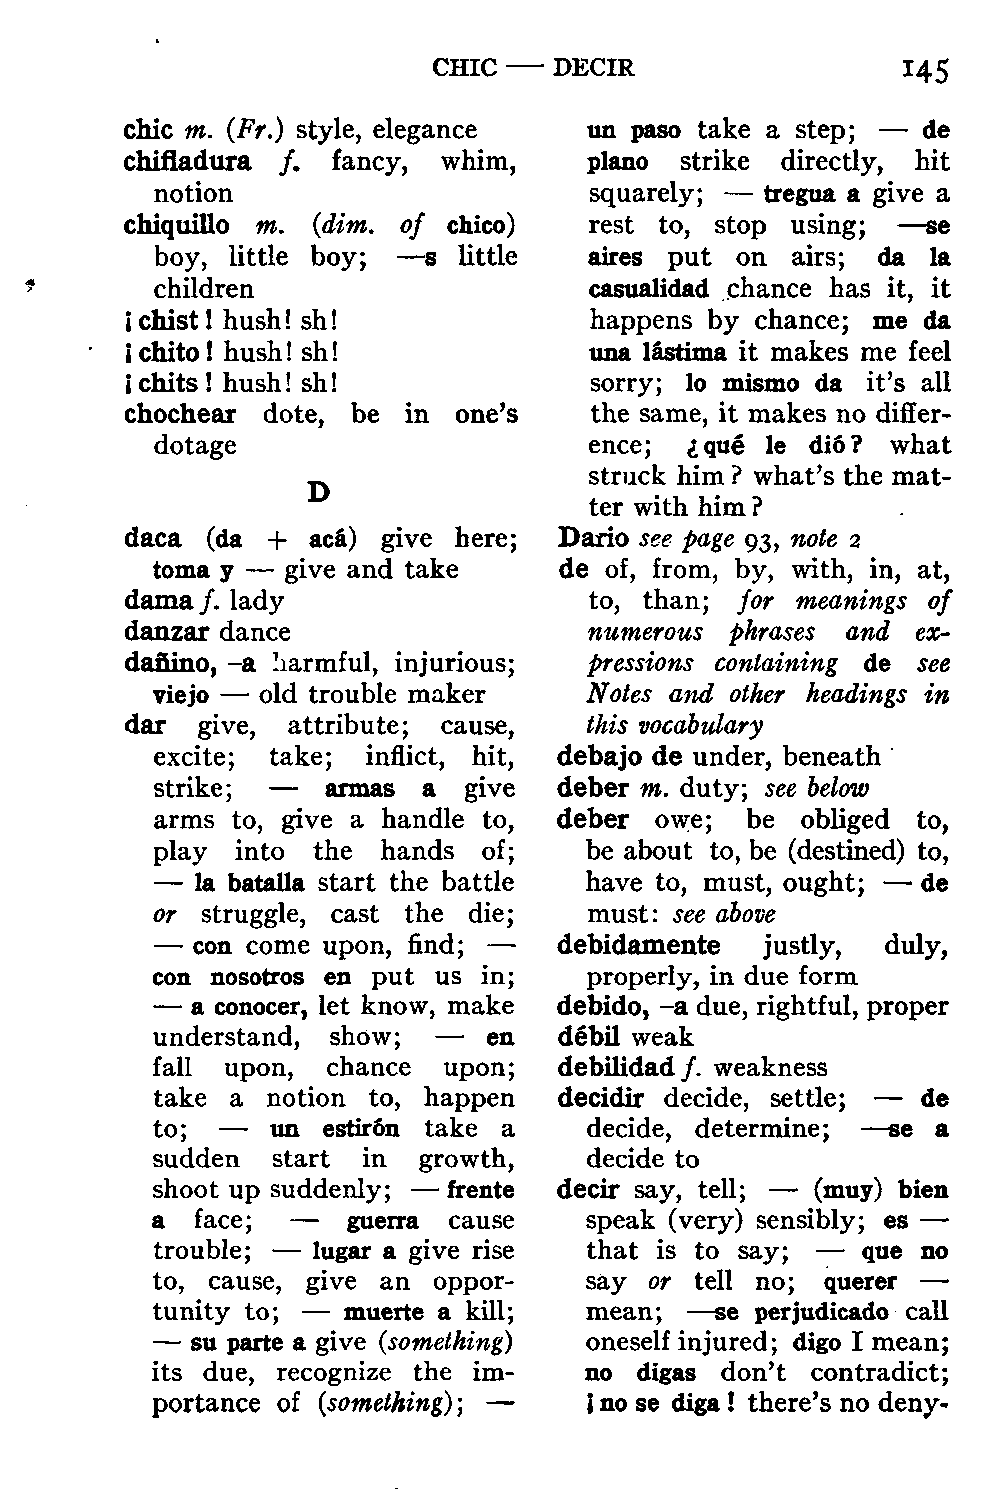 CHIC — DECIR 145
chic m. (Fr.) style, elegance
chifladura f. fancy, whim,
notion
chiquillo m. (dim. of chico)
boy, little boy; —s little
children
¡chist! hush! sh!
¡chito! hush! sh!
¡chits! hush! sh!
chochear dote, be in one's
dotage
D
daca (da + acá) give here;
toma y — give and take
dama f. lady
danzar dance
dañino, -a harmful, injurious;
viejo — old trouble maker
dar give, attribute; cause,
excite; take; inflict, hit,
strike; — armas a give
arms to, give a handle to,
play into the hands of;
— la batalla start the battle
or struggle, cast the die;
— con come upon, find; —
con nosotros en put us in;
— a conocer, let know, make
understand, show; — en
fall upon, chance upon;
take a notion to, happen
to; — un estirón take a
sudden start in growth,
shoot up suddenly; — frente
a face; — guerra cause
trouble; — lugar a give rise
to, cause, give an oppor-
tunity to; — muerte a kill;
— su parte a give (something)
its due, recognize the im-
portance of (something); —
un paso take a step; — de
plano strike directly, hit
squarely; — tregua a give a
rest to, stop using; —se
aires put on airs; da la
casualidad chance has it, it
happens by chance; me da
una lástima it makes me feel
sorry; lo mismo da it's all
the same, it makes no differ-
ence; ¿qué le dió? what
struck him? what's the mat-
ter with him?
Dario see page 93, note 2
de of, from, by, with, in, at,
to, than; for meanings of
numerous phrases and ex-
pressions containing de see
Notes and other headings in
this vocabulary
debajo de under, beneath
deber m. duty; see below
deber owe; be obliged to,
be about to, be (destined) to,
have to, must, ought; — de
must: see above
debidamente justly, duly,
properly, in due form
debido, -a due, rightful, proper
débil weak
debilidad f. weakness
decidir decide, settle; — de
decide, determine; —se a
decide to
decir say, tell; — (muy) bien
speak (very) sensibly; es —
that is to say; — que no
say or tell no; querer —
mean; —se perjudicado call
oneself injured; digo I mean;
no digas don't contradict;
¡no se diga! there's no deny-